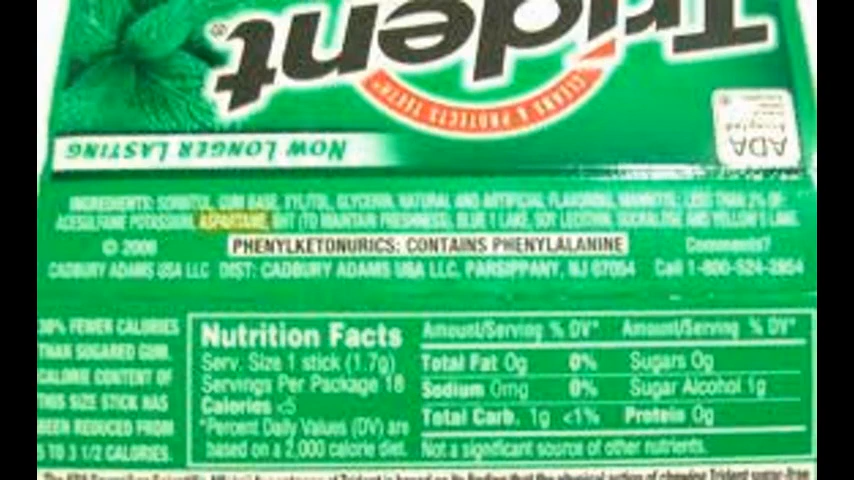 Trident®
CLEANS & PROTECTS TEETH
ADA
Accepted
NOW LONGER LASTING
INGREDIENTS: SORBITOL, GUM BASE, XYLITOL, GLYCERIN, NATURAL AND ARTIFICIAL FLAVORING, MANNITOL; LESS THAN 2% OF:
ACESULFAME POTASSIUM, ASPARTAME, BHT (TO MAINTAIN FRESHNESS), BLUE 1 LAKE, SOY LECITHIN, SUCRALOSE AND YELLOW 5 LAKE.
PHENYLKETONURICS: CONTAINS PHENYLALANINE
© 2006
Comments?
CADBURY ADAMS USA LLC DIST: CADBURY ADAMS USA LLC, PARSIPPANY, NJ 07054 Call 1-800-524-2854
30% FEWER CALORIES
THAN SUGARED GUM.
CALORIE CONTENT OF
THIS SIZE STICK HAS
BEEN REDUCED FROM
5 TO 3 1/2 CALORIES.
Nutrition Facts
Serv. Size 1 stick (1.7g)
Servings Per Package 18
Calories <5
*Percent Daily Values (DV) are
based on a 2,000 calorie diet.
Amount/Serving % DV* Amount/Serving % DV*
Total Fat 0g 0% Sugars 0g
Sodium 0mg 0% Sugar Alcohol 1g
Total Carb. 1g <1% Protein 0g
Not a significant source of other nutrients.